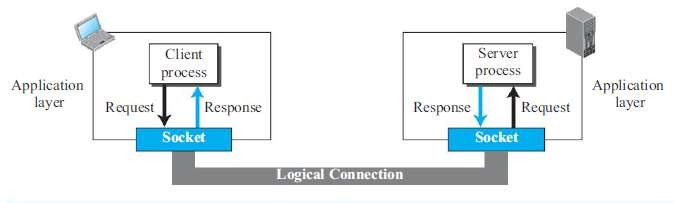 Client
process
Server
process
Application
layer
Application
layer
Request
Response
Response
Request
Socket
Socket
Logical Connection